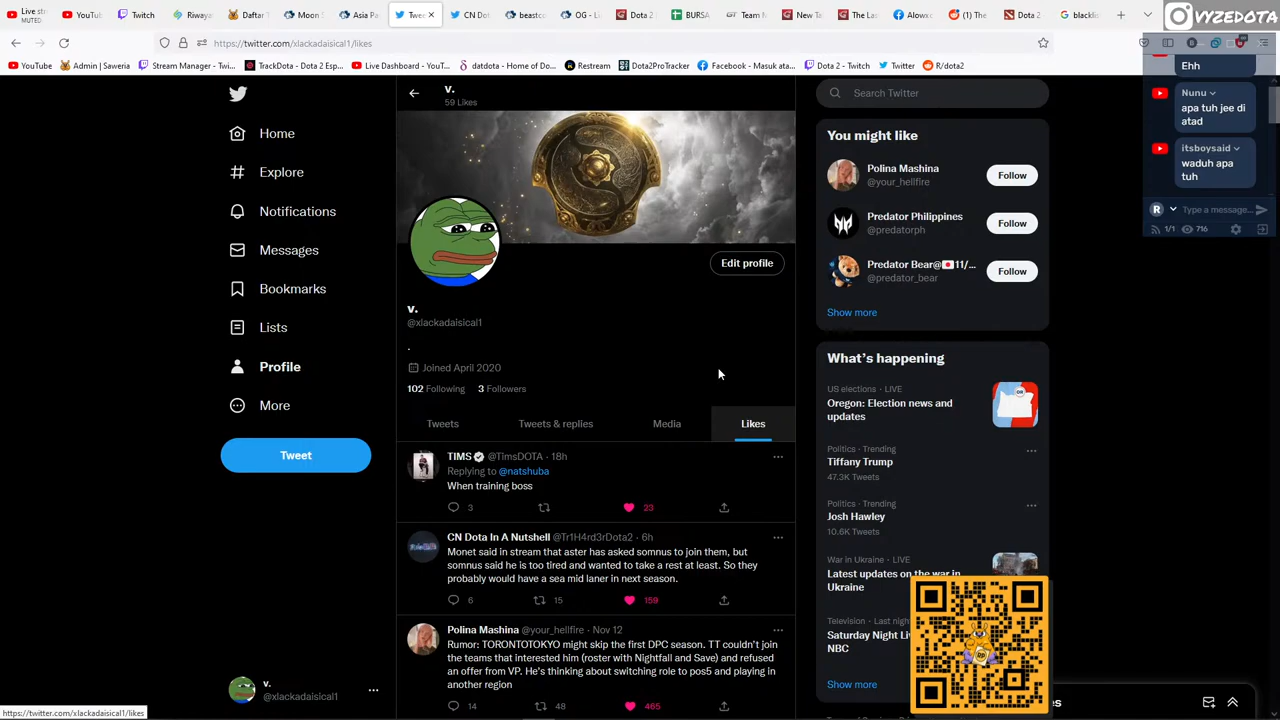 Live str
MUTED
YouTube
Twitch
Riwaya
Daftar T
Moon S
Asia Pa
Twee
CN Dot
beastco
OG - Li
Dota 2
BURSA
Team N
New Ta
The Las
Alowxx
(1) The
Dota 2
blackli
VYZEDOTA
https://twitter.com/xlackadaisical1/likes
YouTube
Admin | Saweria
Stream Manager - Twi...
TrackDota - Dota 2 Esp...
Live Dashboard - YouT...
datdota - Home of Do...
Restream
Dota2ProTracker
Facebook - Masuk ata...
Dota 2 - Twitch
Twitter
R/dota2
Home
Explore
Notifications
Messages
Bookmarks
Lists
Profile
More
Tweet
v.
@xlackadaisical1
v.
59 Likes
Edit profile
v.
@xlackadaisical1
.
Joined April 2020
102 Following 3 Followers
Tweets
Tweets & replies
Media
Likes
TIMS @TImsDOTA · 18h
Replying to @natshuba
When training boss
3
23
CN Dota In A Nutshell @Tr1H4rd3rDota2 · 6h
Monet said in stream that aster has asked somnus to join them, but
somnus said he is too tired and wanted to take a rest at least. So they
probably would have a sea mid laner in next season.
6
15
159
Polina Mashina @your_hellfire · Nov 12
Rumor: TORONTOTOKYO might skip the first DPC season. TT couldn't join
the teams that interested him (roster with Nightfall and Save) and refused
an offer from VP. He's thinking about switching role to pos5 and playing in
another region
14
48
465
Search Twitter
You might like
Polina Mashina
@your_hellfire
Follow
Predator Philippines
@predatorph
Follow
Predator Bear@🇯🇵11/...
@predator_bear
Follow
Show more
What's happening
US elections · LIVE
Oregon: Election news and
updates
Politics · Trending
Tiffany Trump
47.3K Tweets
Politics · Trending
Josh Hawley
10.6K Tweets
War in Ukraine · LIVE
Latest updates on the war in
Ukraine
Television · Last night
Saturday Night Li
NBC
Show more
Ehh
Nunu
apa tuh jee di
atad
itsboysaid
waduh apa
tuh
R
Type a message...
1/1
716
https://twitter.com/xlackadaisical1/likes